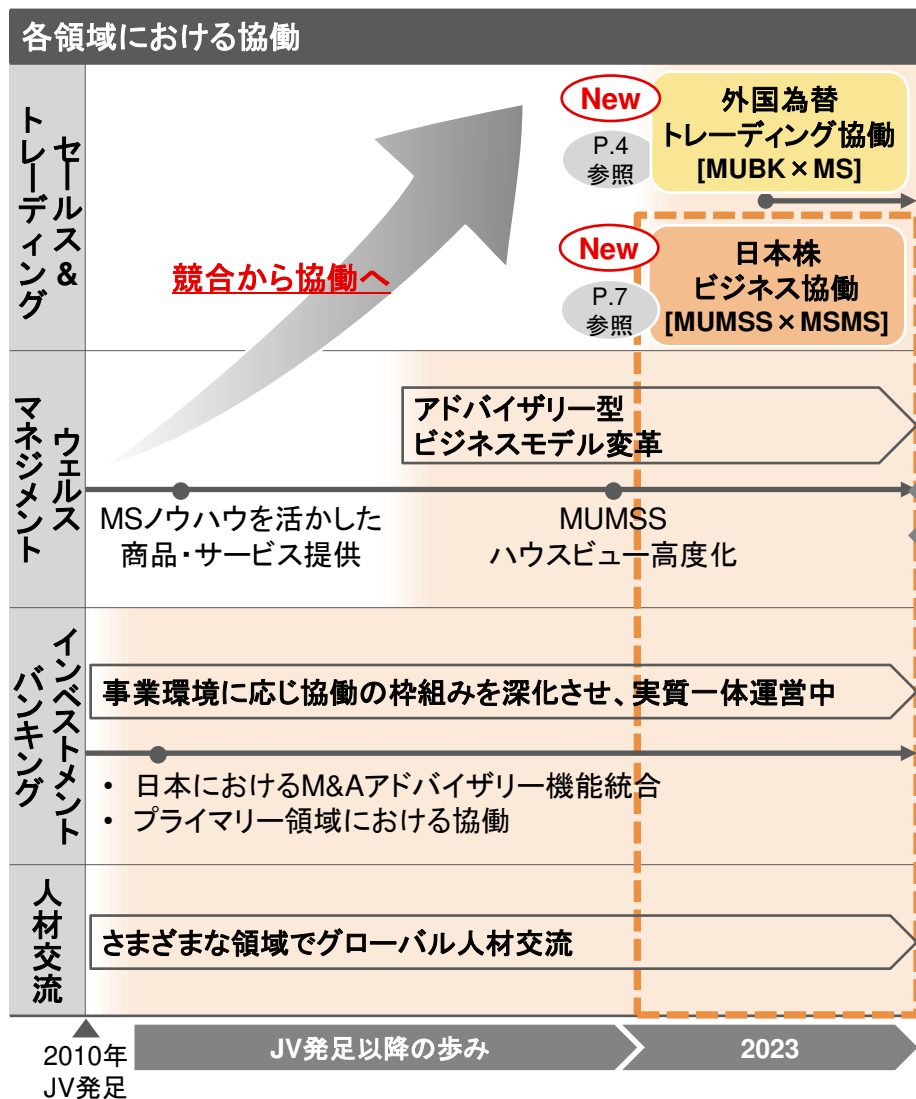 各領域における協働
セールス&
トレーディング
New
P.4
参照
外国為替
トレーディング協働
[MUBK×MS]
競合から協働へ
New
P.7
参照
日本株
ビジネス協働
[MUMSS×MSMS]
ウェルス
マネジメント
アドバイザリー型
ビジネスモデル変革
MSノウハウを活かした
商品・サービス提供
MUMSS
ハウスビュー高度化
インベストメント
バンキング
事業環境に応じ協働の枠組みを深化させ、実質一体運営中
• 日本におけるM&Aアドバイザリー機能統合
• プライマリー領域における協働
人材交流
さまざまな領域でグローバル人材交流
2010年
JV発足
JV発足以降の歩み
2023